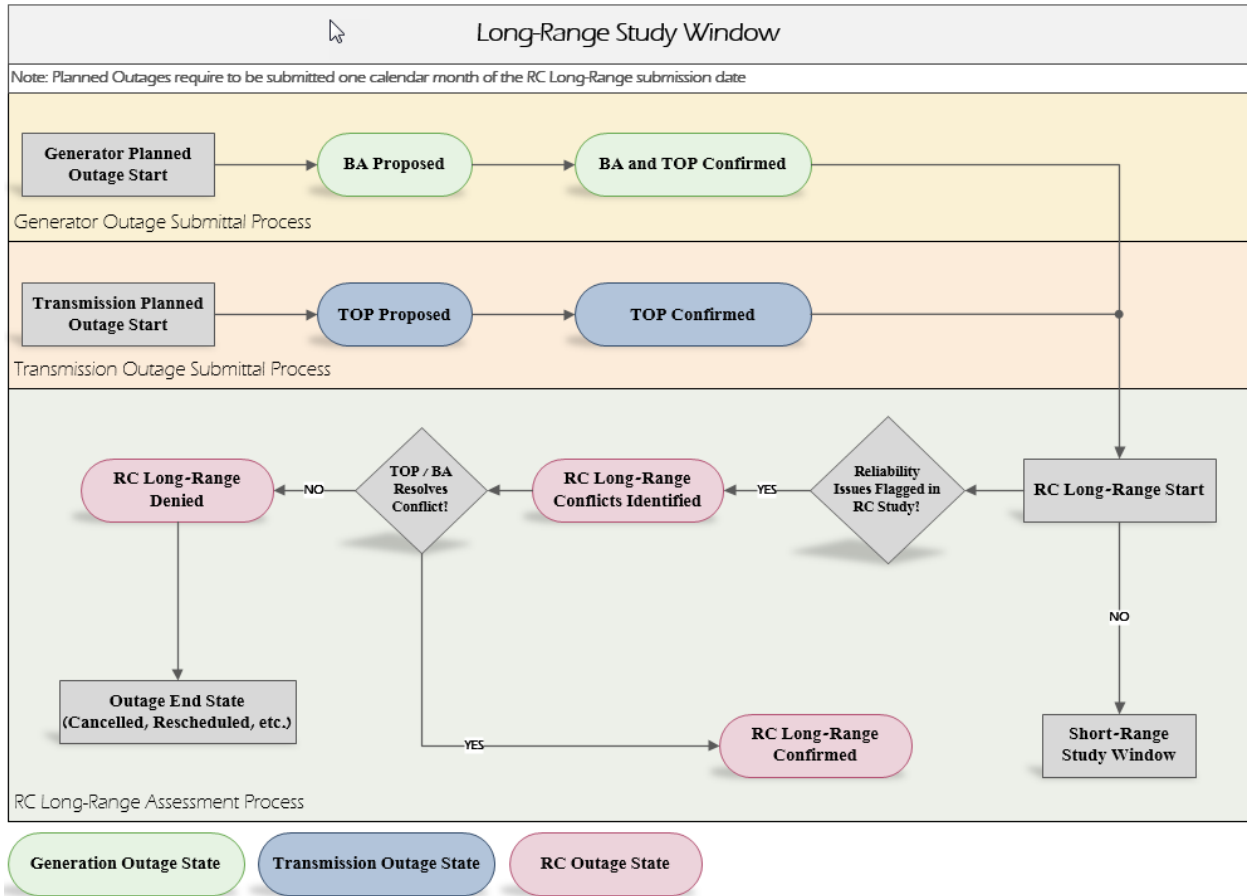 Long-Range Study Window
Note: Planned Outages require to be submitted one calendar month of the RC Long-Range submission date
Generator Planned
Outage Start
BA Proposed
BA and TOP Confirmed
Generator Outage Submittal Process
Transmission Planned
Outage Start
TOP Proposed
TOP Confirmed
Transmission Outage Submittal Process
RC Long-Range
Denied
NO
TOP / BA
Resolves
Conflict!
RC Long-Range
Conflicts Identified
YES
Reliability
Issues Flagged in
RC Study!
RC Long-Range Start
NO
Outage End State
(Cancelled, Rescheduled, etc.)
YES
RC Long-Range
Confirmed
Short-Range
Study Window
RC Long-Range Assessment Process
Generation Outage State
Transmission Outage State
RC Outage State